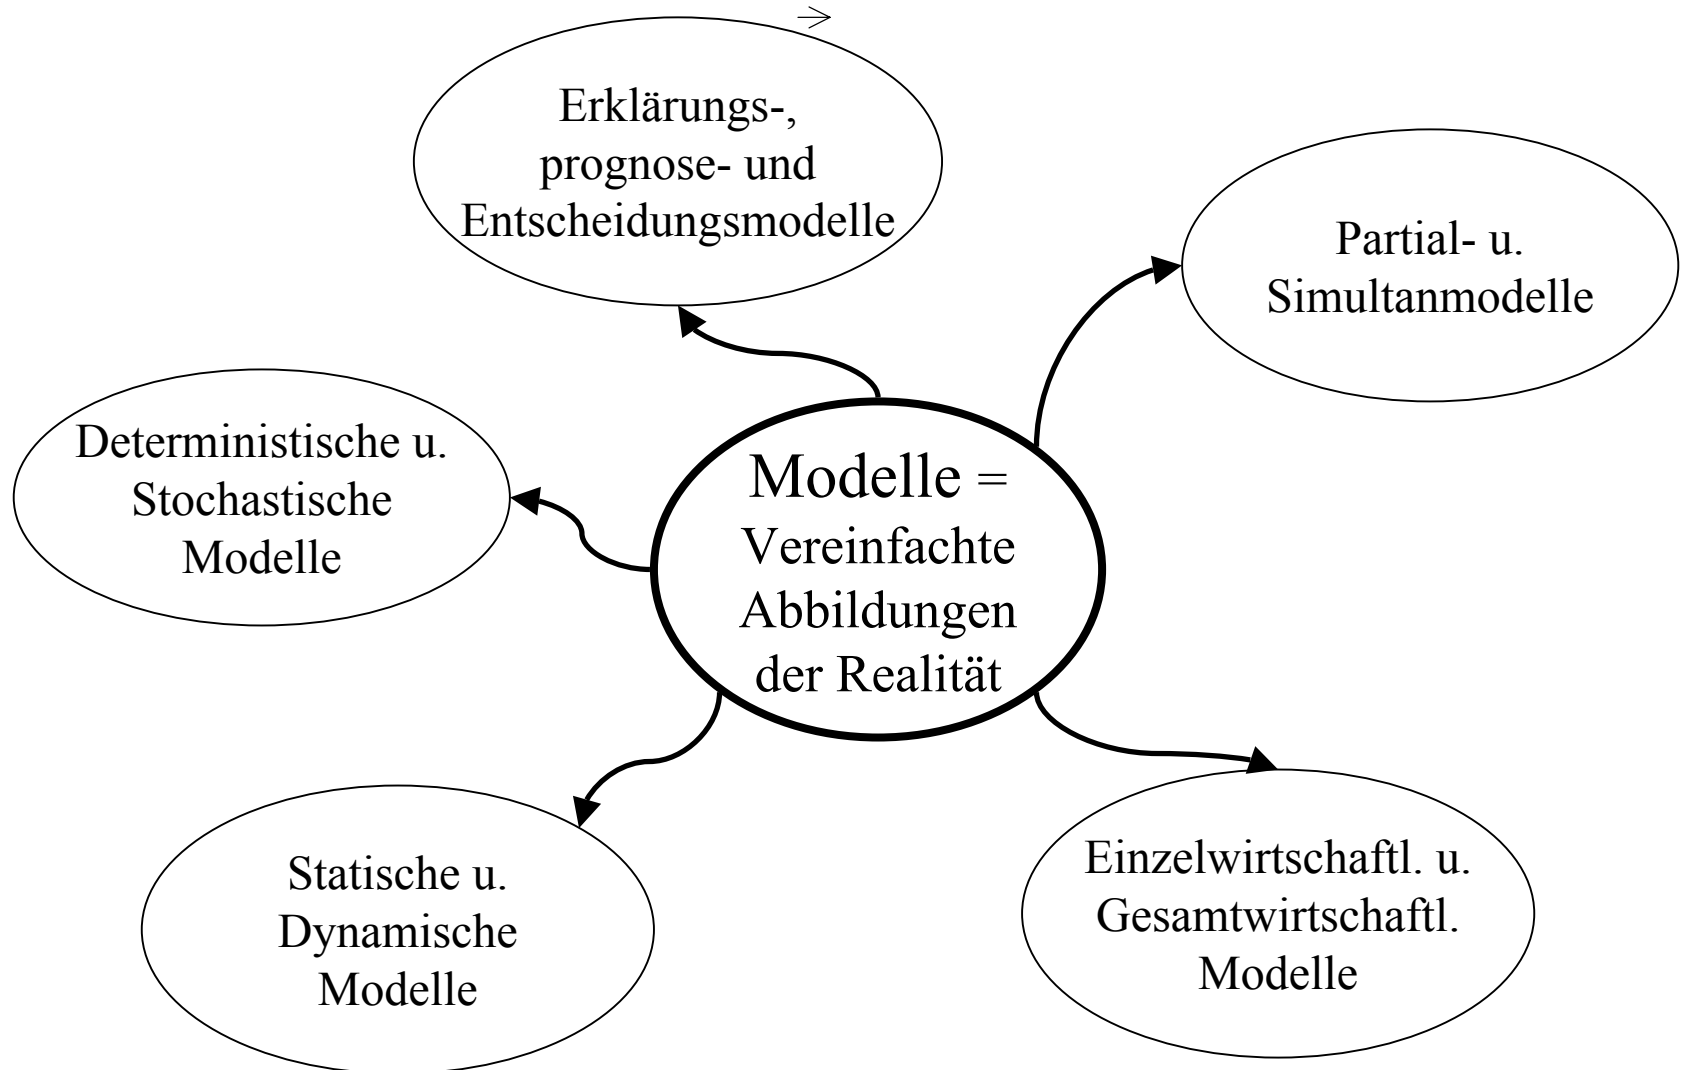 Erklärungs-,
prognose- und
Entscheidungsmodelle
Partial- u.
Simultanmodelle
Deterministische u.
Stochastische
Modelle
Modelle =
Vereinfachte
Abbildungen
der Realität
Statische u.
Dynamische
Modelle
Einzelwirtschaftl. u.
Gesamtwirtschaftl.
Modelle